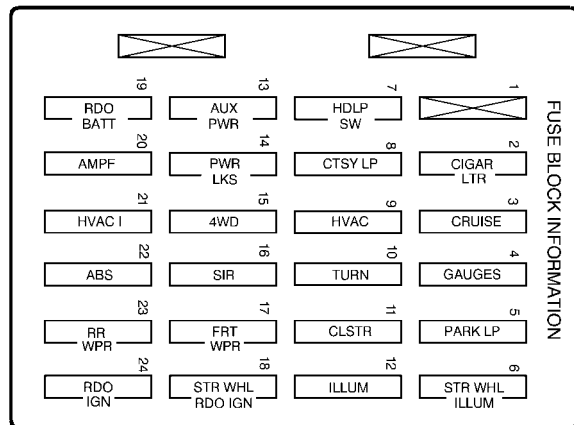 19
13
7
1
RDO
BATT
AUX
PWR
HDLP
SW
20
14
8
2
AMPF
PWR
LKS
CTSY LP
CIGAR
LTR
21
15
9
3
HVAC I
4WD
HVAC
CRUISE
22
16
10
4
ABS
SIR
TURN
GAUGES
23
17
11
5
RR
WPR
FRT
WPR
CLSTR
PARK LP
24
18
12
6
RDO
IGN
STR WHL
RDO IGN
ILLUM
STR WHL
ILLUM
FUSE BLOCK INFORMATION